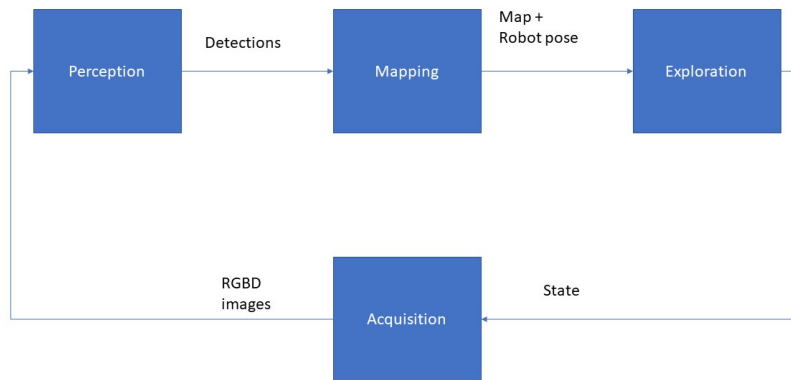 Perception
Detections
Mapping
Map +
Robot pose
Exploration
RGBD
images
Acquisition
State